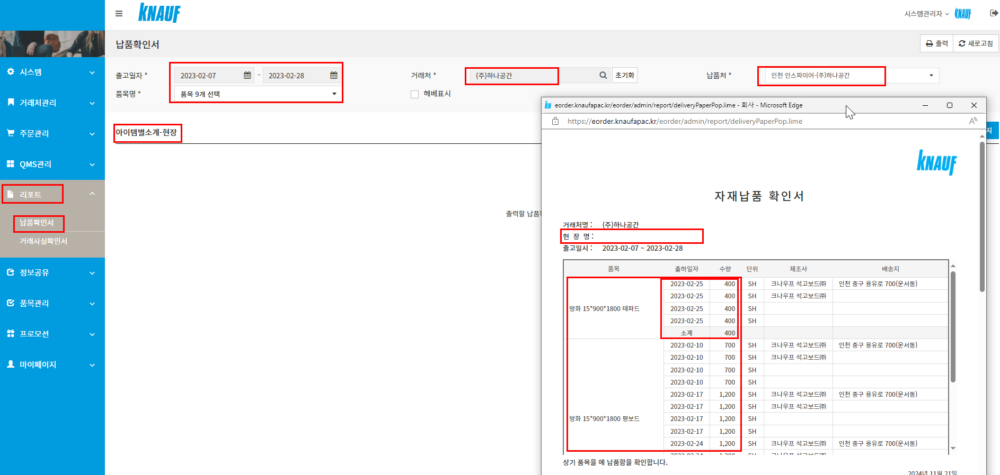 KNAUF
시스템관리자
KNAUF
납품확인서
출력
새로고침
시스템
거래처관리
주문관리
QMS관리
리포트
납품확인서
거래사실확인서
정보공유
품목관리
프로모션
마이페이지
출고일자 *
2023-02-07
-
2023-02-28
거래처 *
(주)하나공간
초기화
납품처 *
인천 인스파이어-(주)하나공간
품목명 *
품목 9개 선택
헤베표시
아이템별소계-현장
지
출력할 납품
kn eorder.knaufapac.kr/eorder/admin/report/deliveryPaperPop.lime - 회사 - Microsoft Edge
https://eorder.knaufapac.kr/eorder/admin/report/deliveryPaperPop.lime
KNAUF
자재납품 확인서
거래처명 : (주)하나공간
현 장 명 :
출고일시 : 2023-02-07 ~ 2023-02-28
품목 출하일자 수량 단위 제조사 배송지
2023-02-25 400 SH 크나우프 석고보드㈜ 인천 중구 용유로 700(운서동)
2023-02-25 400 SH 크나우프 석고보드㈜
방화 15*900*1800 테파드 2023-02-25 400 SH
2023-02-25 400 SH
소계 400
2023-02-10 700 SH 크나우프 석고보드㈜ 인천 중구 용유로 700(운서동)
2023-02-10 700 SH 크나우프 석고보드㈜
2023-02-10 700 SH
2023-02-10 700 SH
2023-02-17 1,200 SH 크나우프 석고보드㈜ 인천 중구 용유로 700(운서동)
2023-02-17 1,200 SH 크나우프 석고보드㈜
방화 15*900*1800 평보드 2023-02-17 1,200 SH
2023-02-17 1,200 SH
2023-02-24 1,200 SH 크나우프 석고보드㈜ 인천 중구 용유로 700(운서동)
2023-02-24 1,200 SH 크나우프 석고보드㈜
상기 품목을 에 납품함을 확인합니다.
2024년 11월 21일